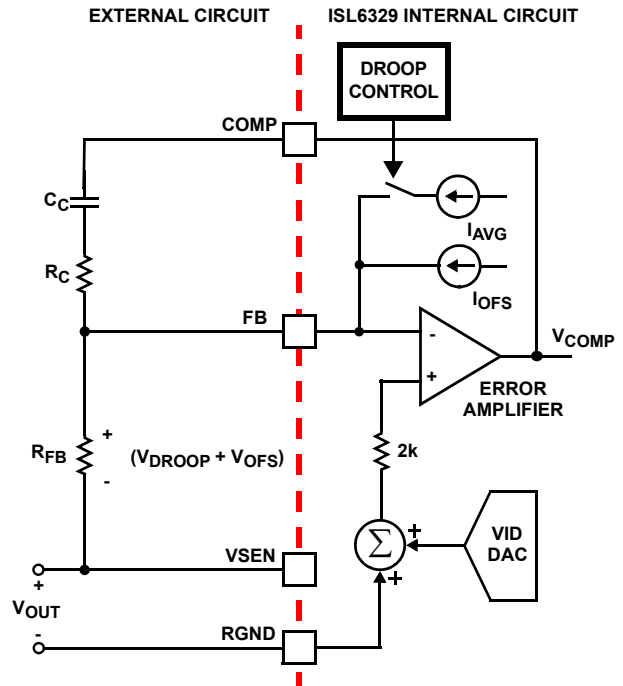 EXTERNAL CIRCUIT
ISL6329 INTERNAL CIRCUIT
DROOP
CONTROL
COMP
CC
IAVG
RC
IOFS
FB
VCOMP
-
+
ERROR
AMPLIFIER
+
RFB
(VDROOP + VOFS)
-
2k
Σ
+
VID
DAC
VSEN
+
+
VOUT
RGND
-